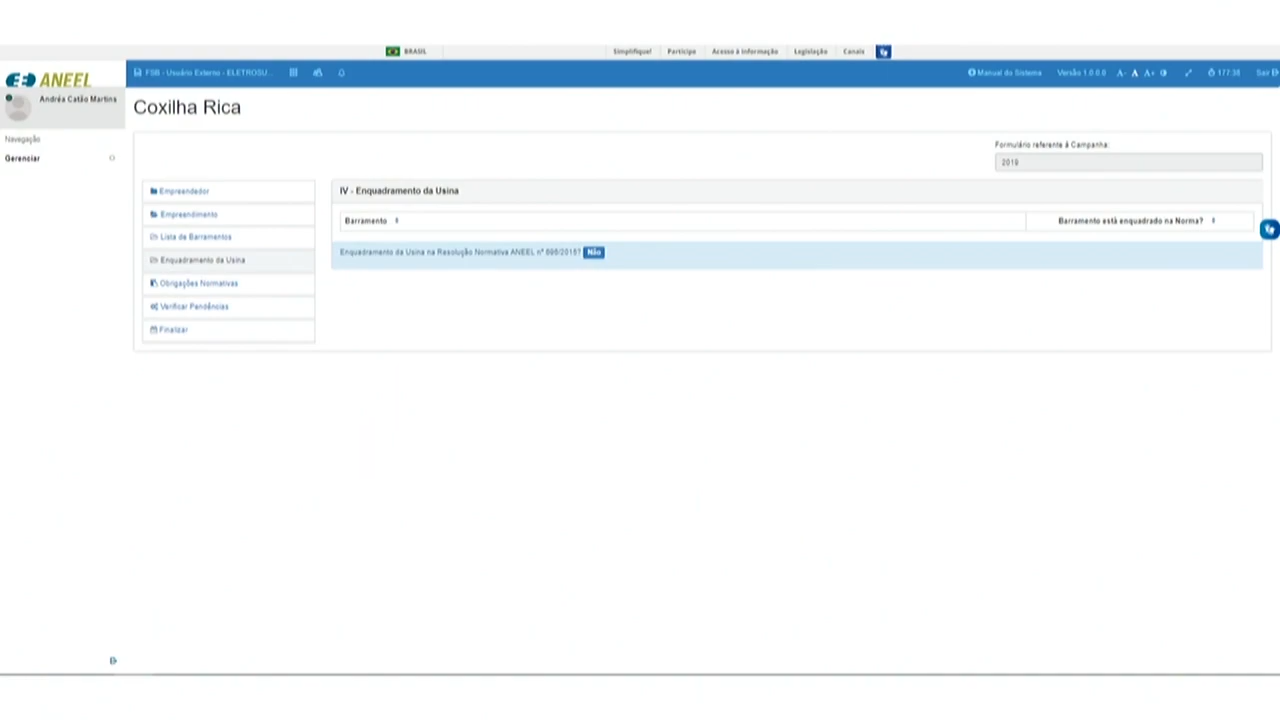 BRASIL
Simplifique! Participe Acesso à informação Legislação Canais
ANEEL
FSB - Usuário Externo - ELETROSU...
Manual do Sistema Versão 1.0.0.0 A- A A+ 177:38 Sair
Andréa Catão Martins
Coxilha Rica
Navegação
Gerenciar
Formulário referente à Campanha:
2019
Empreendedor
Empreendimento
Lista de Barramentos
Enquadramento da Usina
Obrigações Normativas
Verificar Pendências
Finalizar
IV - Enquadramento da Usina
Barramento Barramento está enquadrado na Norma?
Enquadramento da Usina na Resolução Normativa ANEEL nº Não